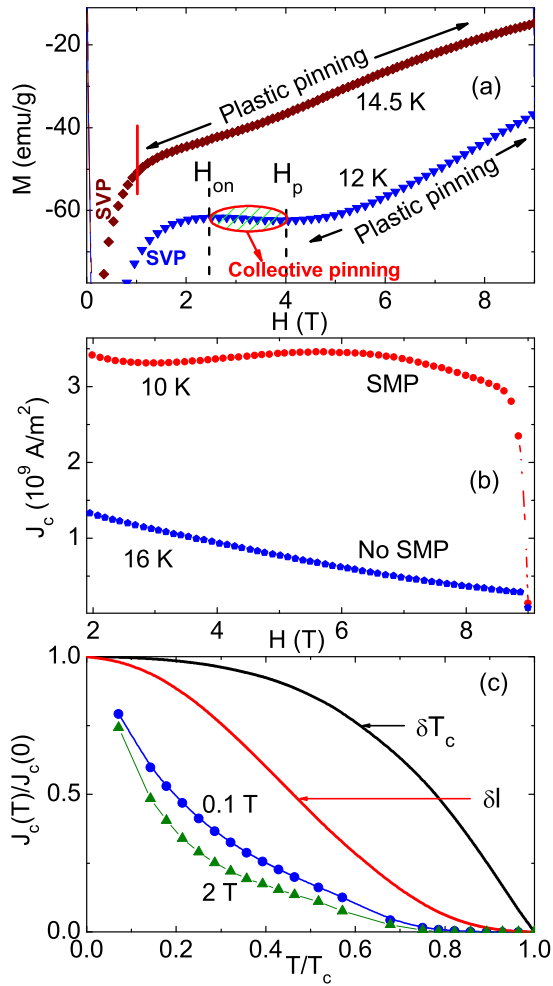 -20
-40
-60
M (emu/g)
Plastic pinning
14.5 K
(a)
SVP
H_on
H_p
12 K
SVP
Plastic pinning
Collective pinning
0
2
4
6
8
H (T)
3
2
1
J_c (10^9 A/m^2)
10 K
SMP
(b)
16 K
No SMP
2
4
6
8
H (T)
1.0
0.5
0.0
J_c(T)/J_c(0)
(c)
δT_c
δl
0.1 T
2 T
0.0
0.2
0.4
0.6
0.8
1.0
T/T_c